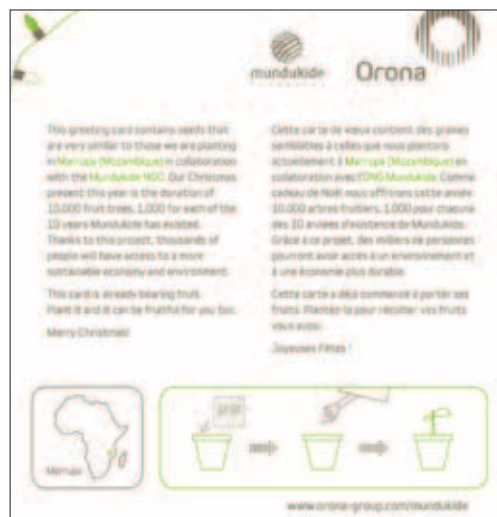 mundukide
Orona
This greeting card contains seeds that
are very similar to those we are planting
in Marrupa (Mozambique) in collaboration
with the Mundukide NGO. Our Christmas
present this year is the donation of
10,000 fruit trees, 1,000 for each of the
10 years Mundukide has existed.
Thanks to this project, thousands of
people will have access to a more
sustainable economy and environment.
This card is already bearing fruit.
Plant it and it can be fruitful for you too.
Merry Christmas!
Cette carte de vœux contient des graines
semblables à celles que nous plantons
actuellement à Marrupa (Mozambique) en
collaboration avec l'ONG Mundukide. Comme
cadeau de Noël nous offrirons cette année
10.000 arbres fruitiers, 1.000 pour chacune
des 10 années d'existence de Mundukide.
Grâce à ce projet, des milliers de personnes
pourront avoir accès à un environnement et
à une économie plus durable.
Cette carte a déjà commencé à porter ses
fruits. Plantez-la pour récolter vos fruits
vous aussi.
Joyeuses Fêtes !
Marrupa
www.orona-group.com/mundukide